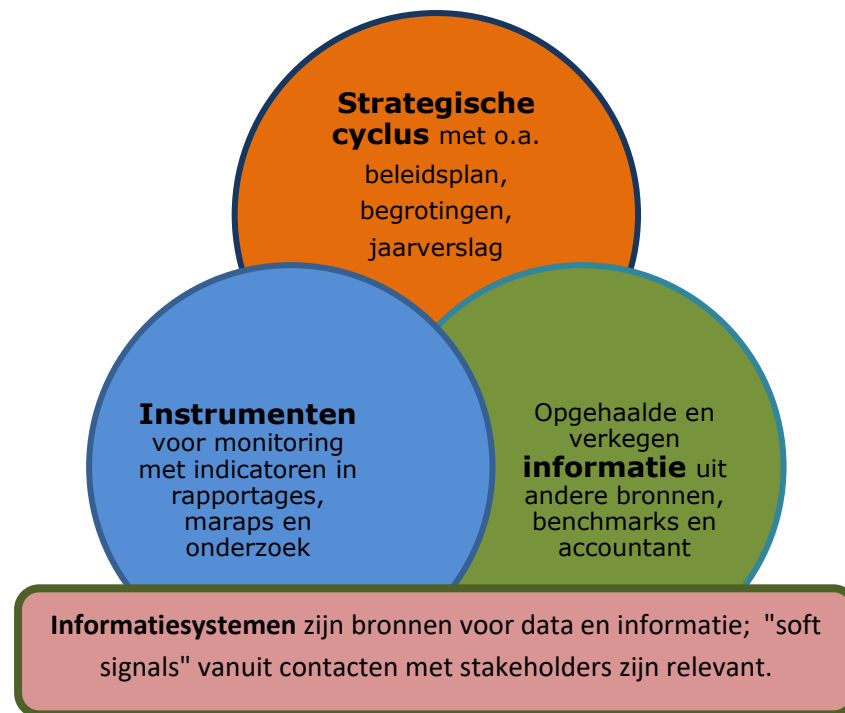 Strategische
cyclus met o.a.
beleidsplan,
begrotingen,
jaarverslag
Instrumenten
voor monitoring
met indicatoren in
rapportages,
maraps en
onderzoek
Opgehaalde en
verkegen
informatie uit
andere bronnen,
benchmarks en
accountant
Informatiesystemen zijn bronnen voor data en informatie; "soft
signals" vanuit contacten met stakeholders zijn relevant.